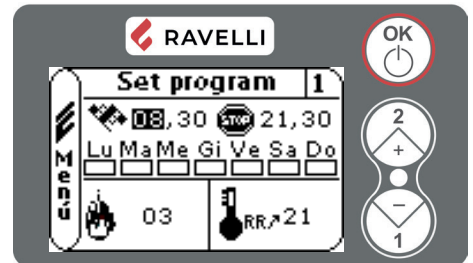 RAVELLI
OK
Set program 1
08,30 STOP 21,30
Lu Ma Me Gi Ve Sa Do
Menú
03
RR 21
2
+
−
1